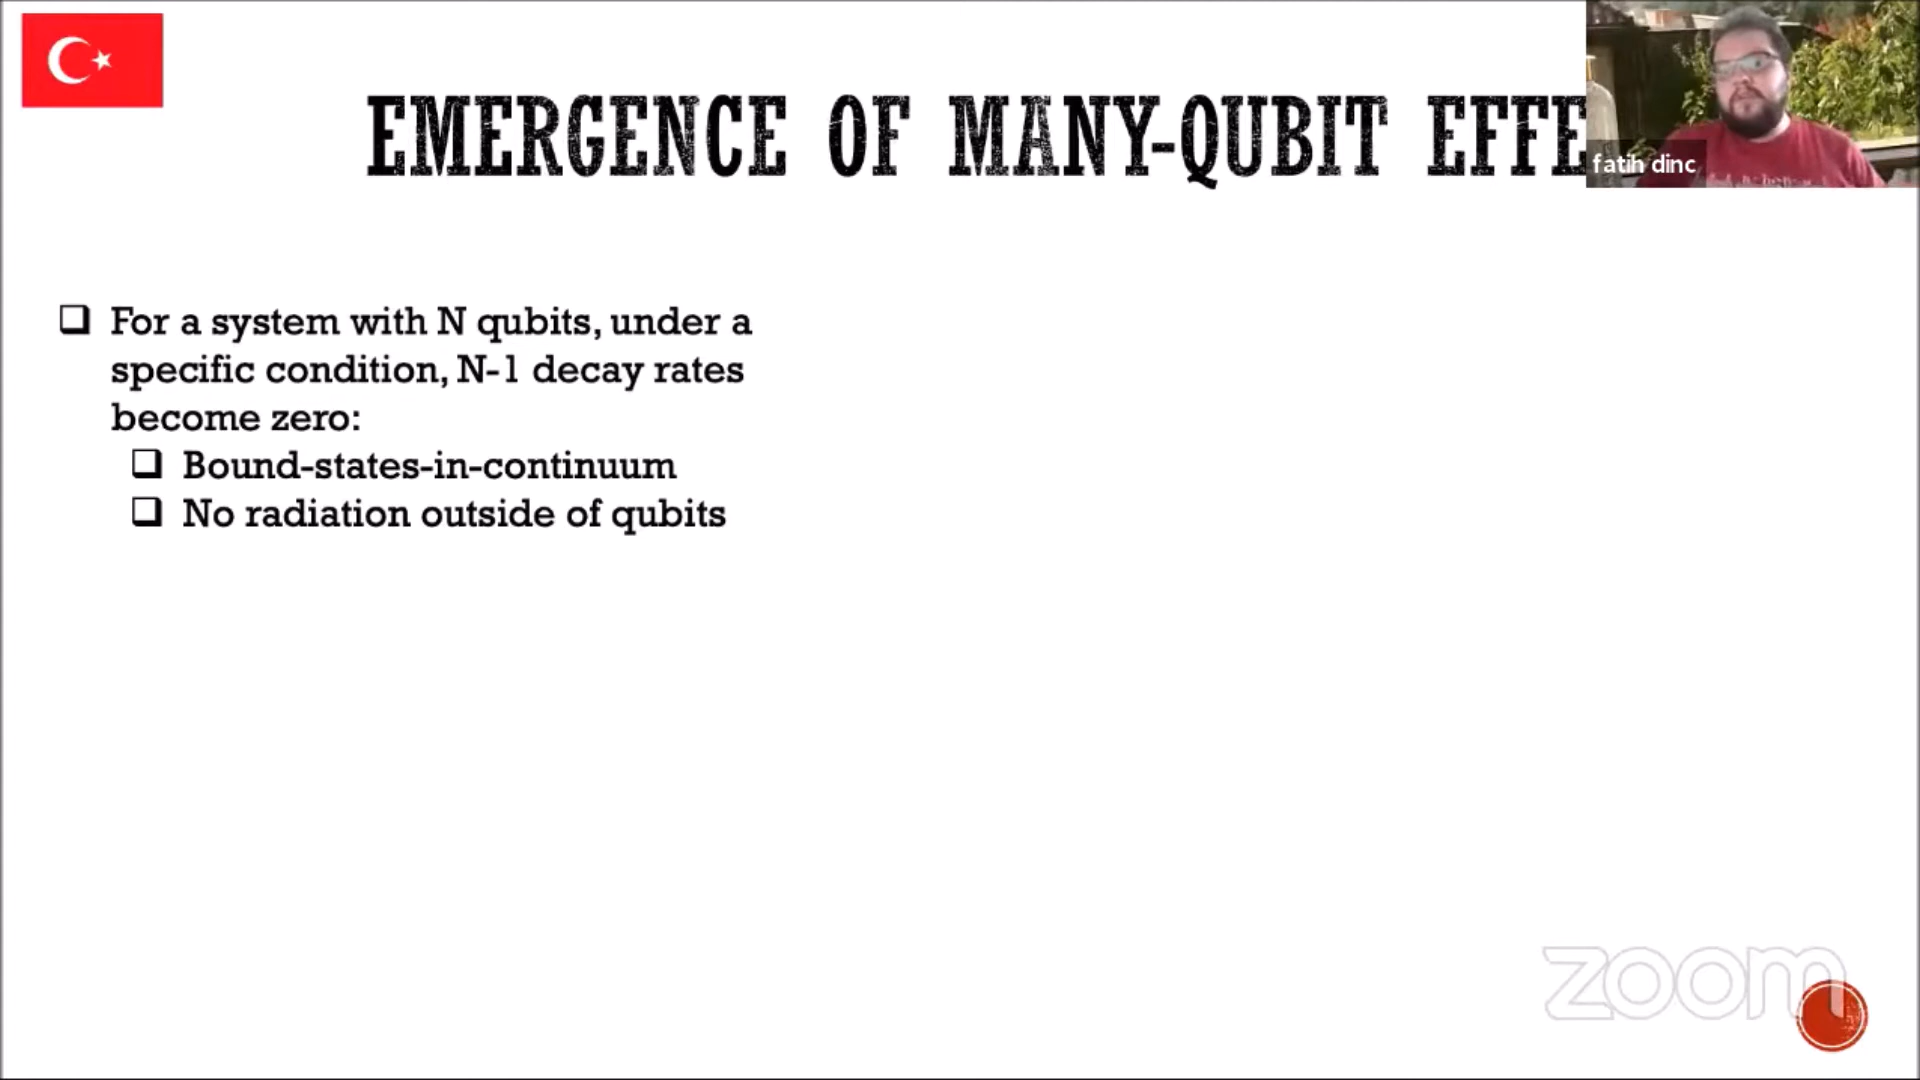 EMERGENCE OF MANY-QUBIT EFFE
fatih dinc
For a system with N qubits, under a
specific condition, N-1 decay rates
become zero:
Bound-states-in-continuum
No radiation outside of qubits
zoom